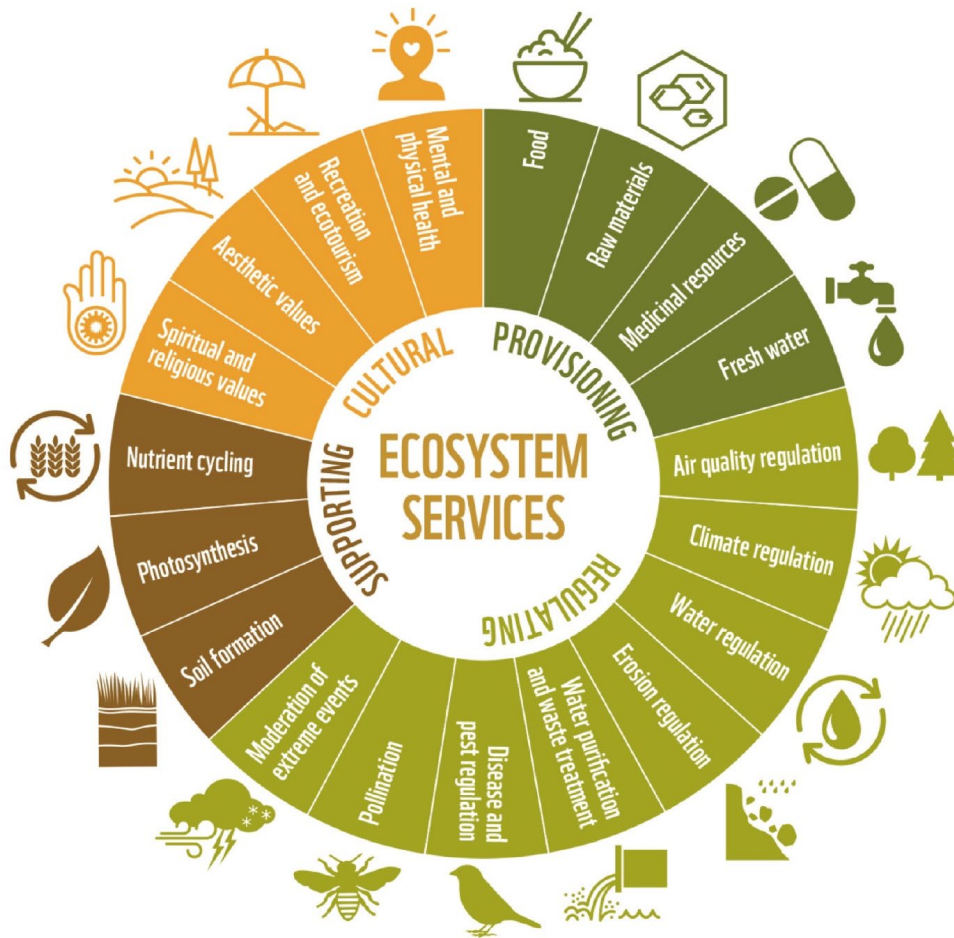 ECOSYSTEM
SERVICES
PROVISIONING
Food
Raw materials
Medicinal resources
Fresh water
REGULATING
Air quality regulation
Climate regulation
Water regulation
Erosion regulation
Water purification
and waste treatment
Disease and
pest regulation
Pollination
Moderation of
extreme events
SUPPORTING
Soil formation
Photosynthesis
Nutrient cycling
CULTURAL
Spiritual and
religious values
Aesthetic values
Recreation
and ecotourism
Mental and
physical health